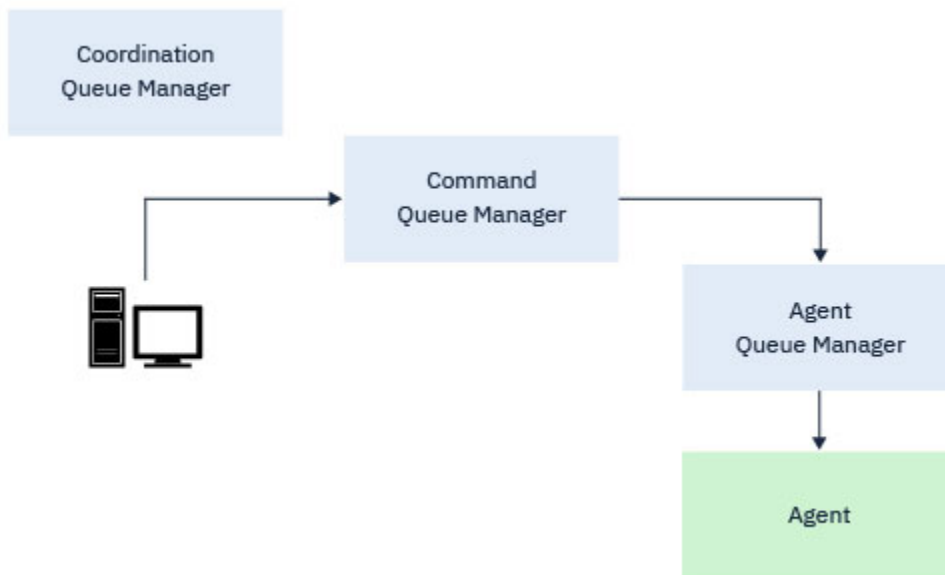 Coordination
Queue Manager
Command
Queue Manager
Agent
Queue Manager
Agent